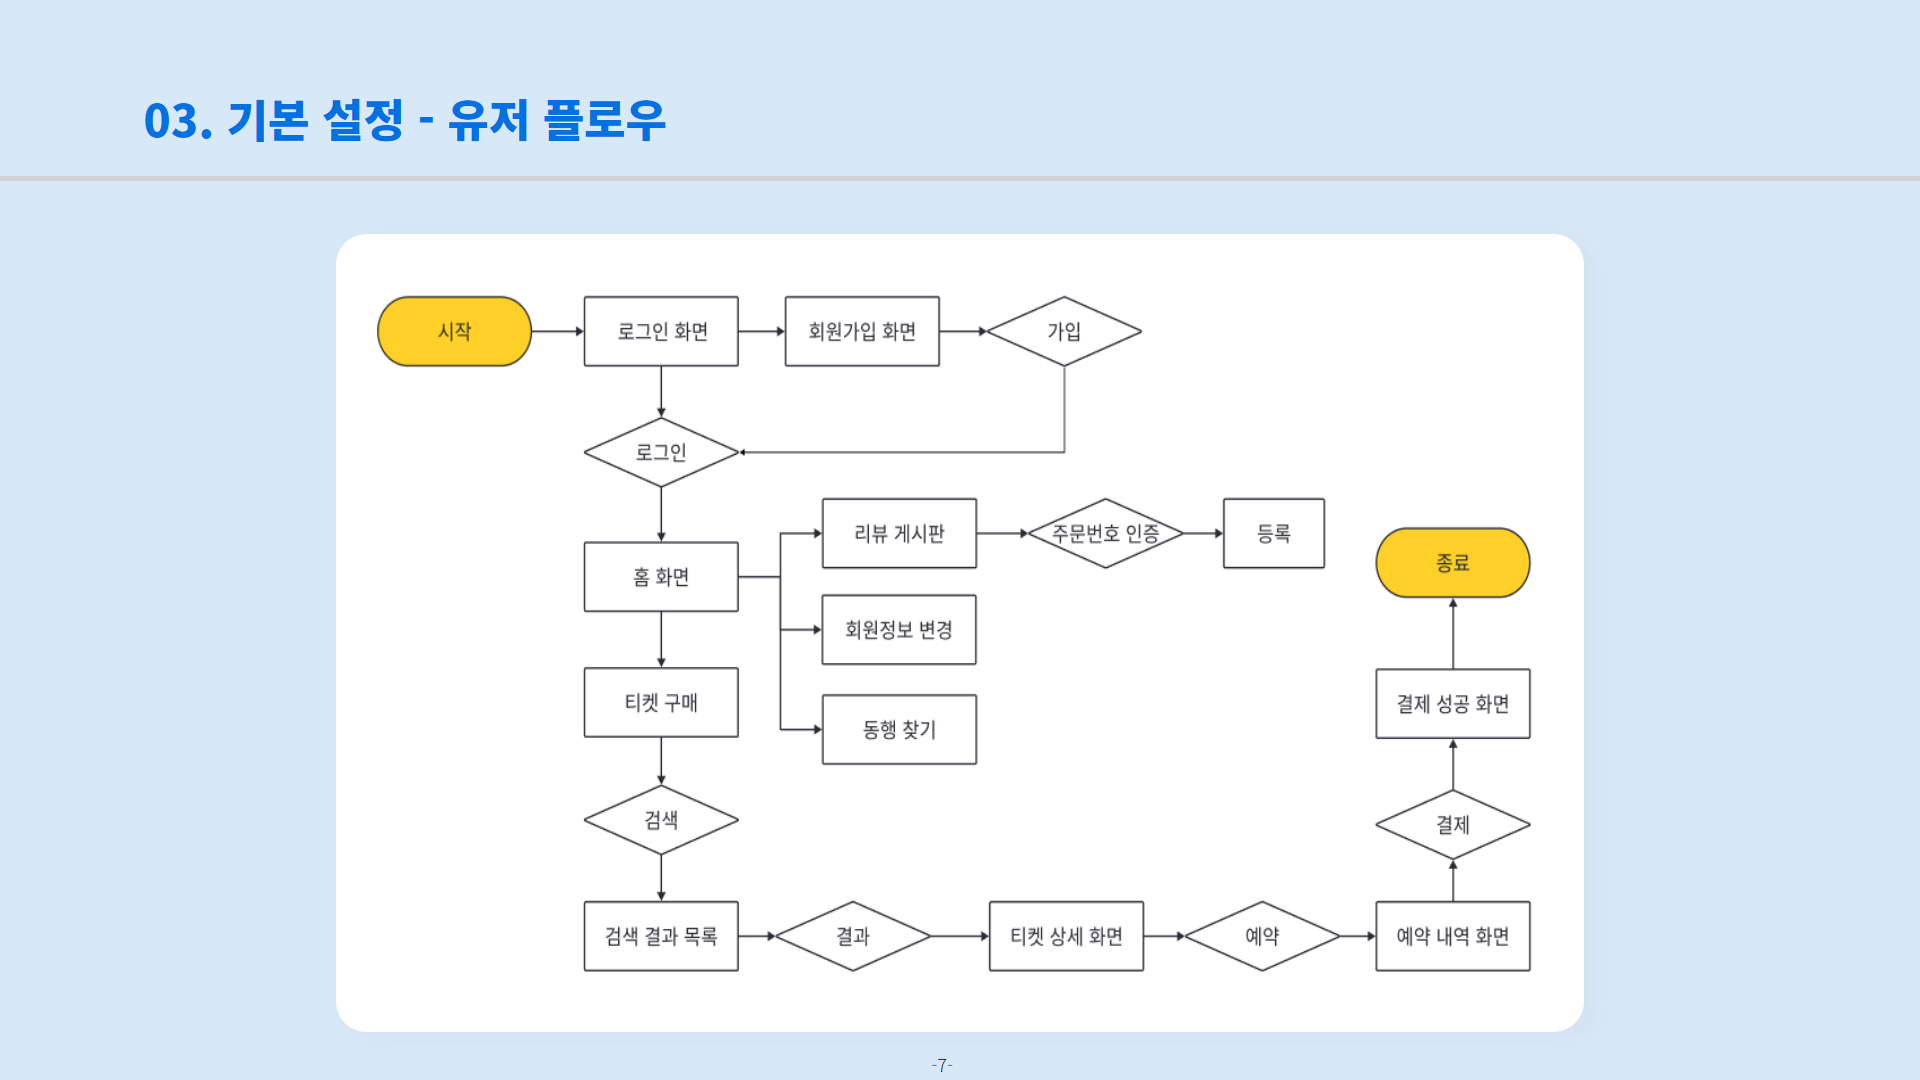 03. 기본 설정 - 유저 플로우
시작
로그인 화면
회원가입 화면
가입
로그인
홈 화면
리뷰 게시판
주문번호 인증
등록
회원정보 변경
동행 찾기
티켓 구매
검색
검색 결과 목록
결과
티켓 상세 화면
예약
예약 내역 화면
결제
결제 성공 화면
종료
-7-